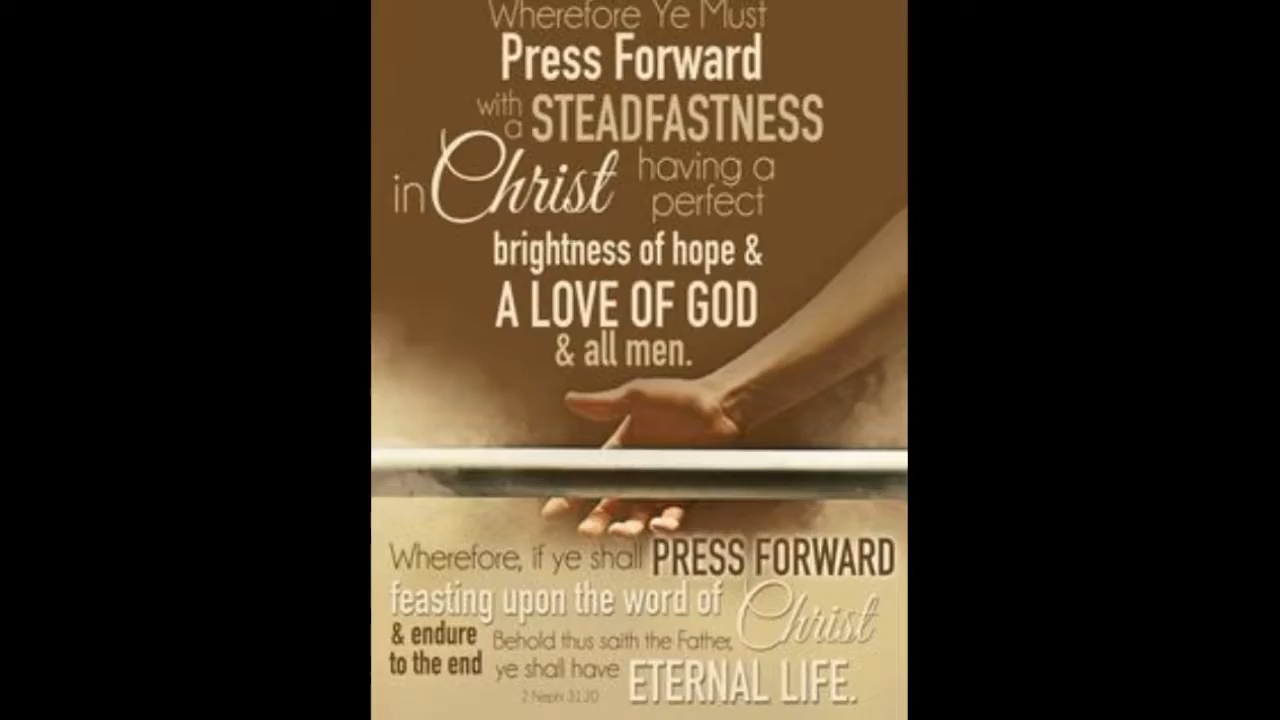 Wherefore Ye Must
Press Forward
with a STEADFASTNESS
in Christ having a perfect
brightness of hope &
A LOVE OF GOD
& all men.
Wherefore, if ye shall PRESS FORWARD
feasting upon the word of Christ
& endure to the end
Behold thus saith the Father,
ye shall have ETERNAL LIFE.
2 Nephi 31:20